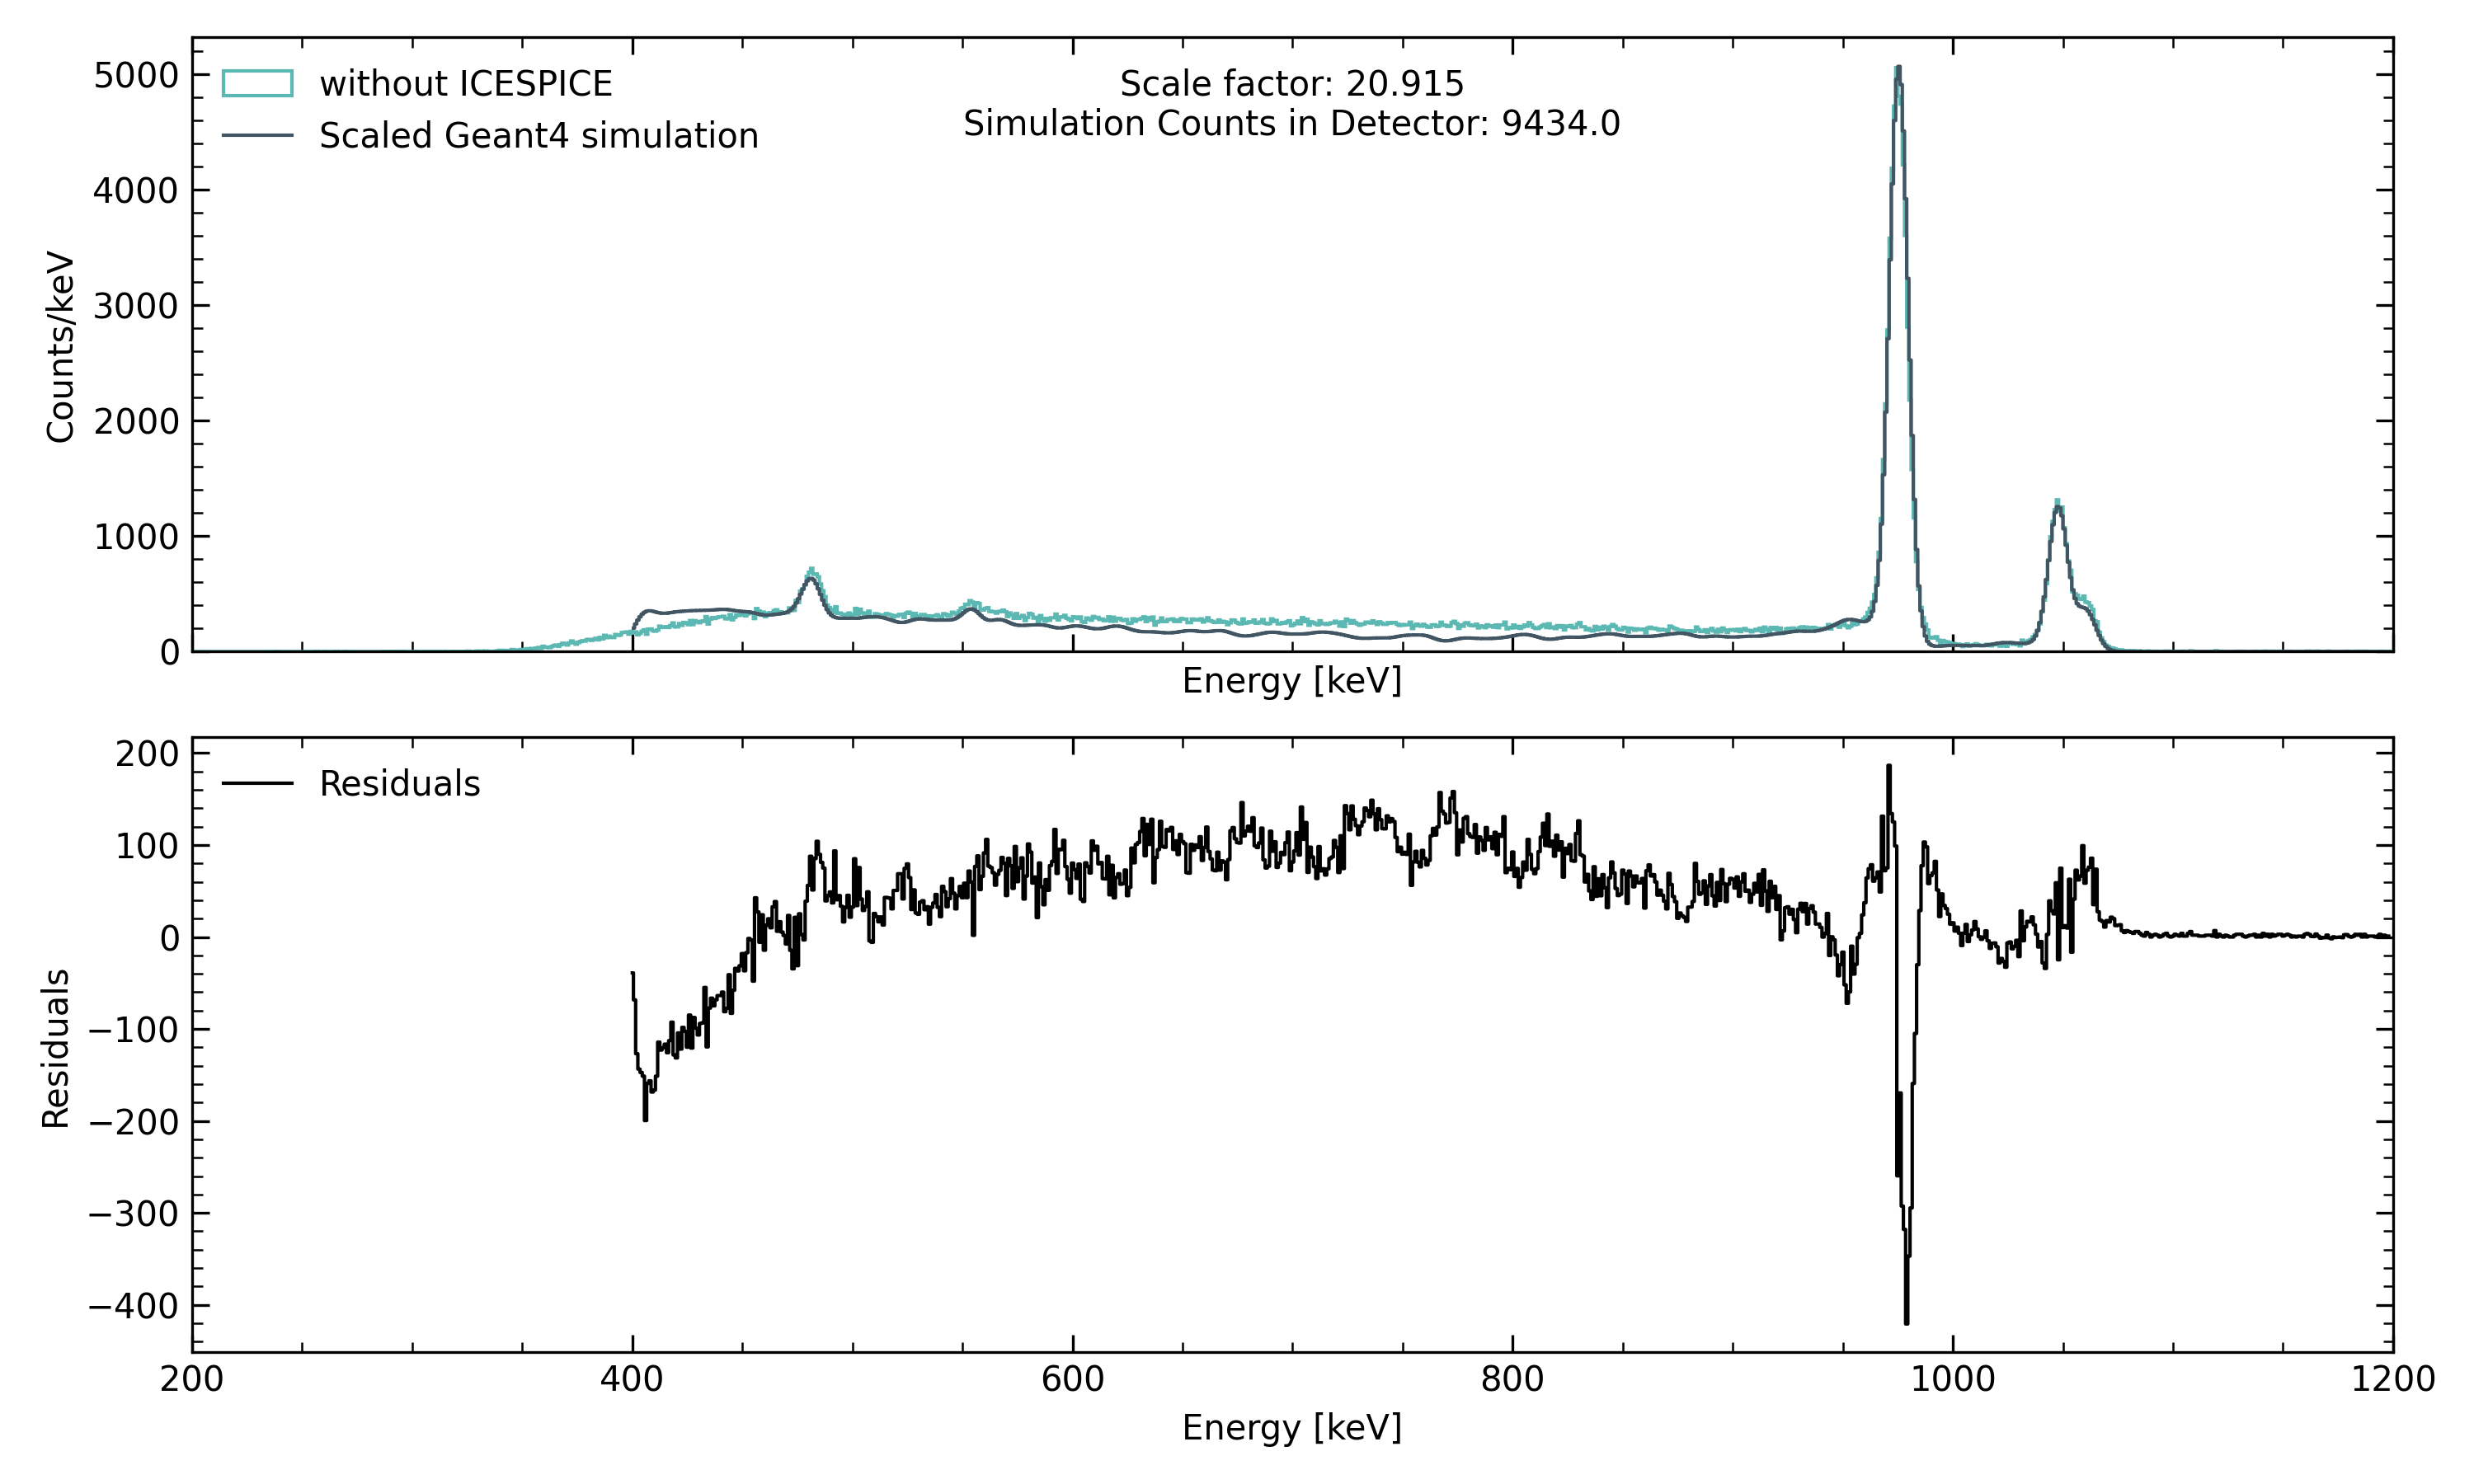 without ICESPICE
Scaled Geant4 simulation
Scale factor: 20.915
Simulation Counts in Detector: 9434.0
5000
4000
3000
2000
1000
0
Counts/keV
Energy [keV]
Residuals
200
100
0
−100
−200
−300
−400
Residuals
200
400
600
800
1000
1200
Energy [keV]